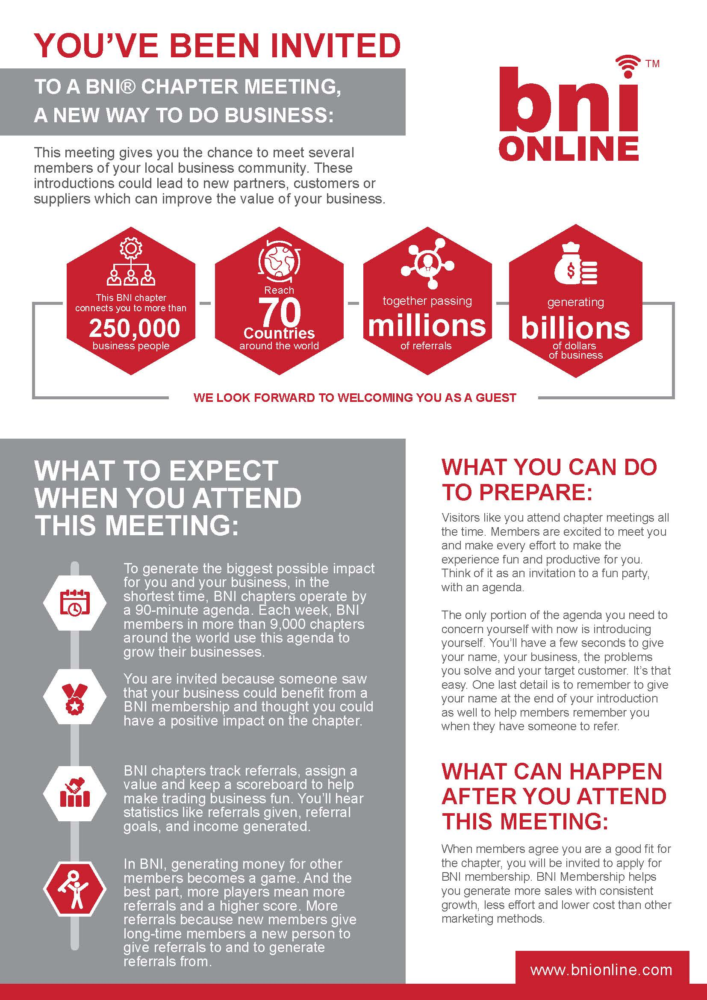 YOU’VE BEEN INVITED
TO A BNI® CHAPTER MEETING,
A NEW WAY TO DO BUSINESS:
This meeting gives you the chance to meet several
members of your local business community. These
introductions could lead to new partners, customers or
suppliers which can improve the value of your business.
bni
TM
ONLINE
This BNI chapter
connects you to more than
250,000
business people
Reach
70
Countries
around the world
together passing
millions
of referrals
$
generating
billions
of dollars
of business
WE LOOK FORWARD TO WELCOMING YOU AS A GUEST
WHAT TO EXPECT
WHEN YOU ATTEND
THIS MEETING:
To generate the biggest possible impact
for you and your business, in the
shortest time, BNI chapters operate by
a 90-minute agenda. Each week, BNI
members in more than 9,000 chapters
around the world use this agenda to
grow their businesses.
You are invited because someone saw
that your business could benefit from a
BNI membership and thought you could
have a positive impact on the chapter.
BNI chapters track referrals, assign a
value and keep a scoreboard to help
make trading business fun. You’ll hear
statistics like referrals given, referral
goals, and income generated.
In BNI, generating money for other
members becomes a game. And the
best part, more players mean more
referrals and a higher score. More
referrals because new members give
long-time members a new person to
give referrals to and to generate
referrals from.
WHAT YOU CAN DO
TO PREPARE:
Visitors like you attend chapter meetings all
the time. Members are excited to meet you
and make every effort to make the
experience fun and productive for you.
Think of it as an invitation to a fun party,
with an agenda.
The only portion of the agenda you need to
concern yourself with now is introducing
yourself. You’ll have a few seconds to give
your name, your business, the problems
you solve and your target customer. It’s that
easy. One last detail is to remember to give
your name at the end of your introduction
as well to help members remember you
when they have someone to refer.
WHAT CAN HAPPEN
AFTER YOU ATTEND
THIS MEETING:
When members agree you are a good fit for
the chapter, you will be invited to apply for
BNI membership. BNI Membership helps
you generate more sales with consistent
growth, less effort and lower cost than other
marketing methods.
www.bnionline.com